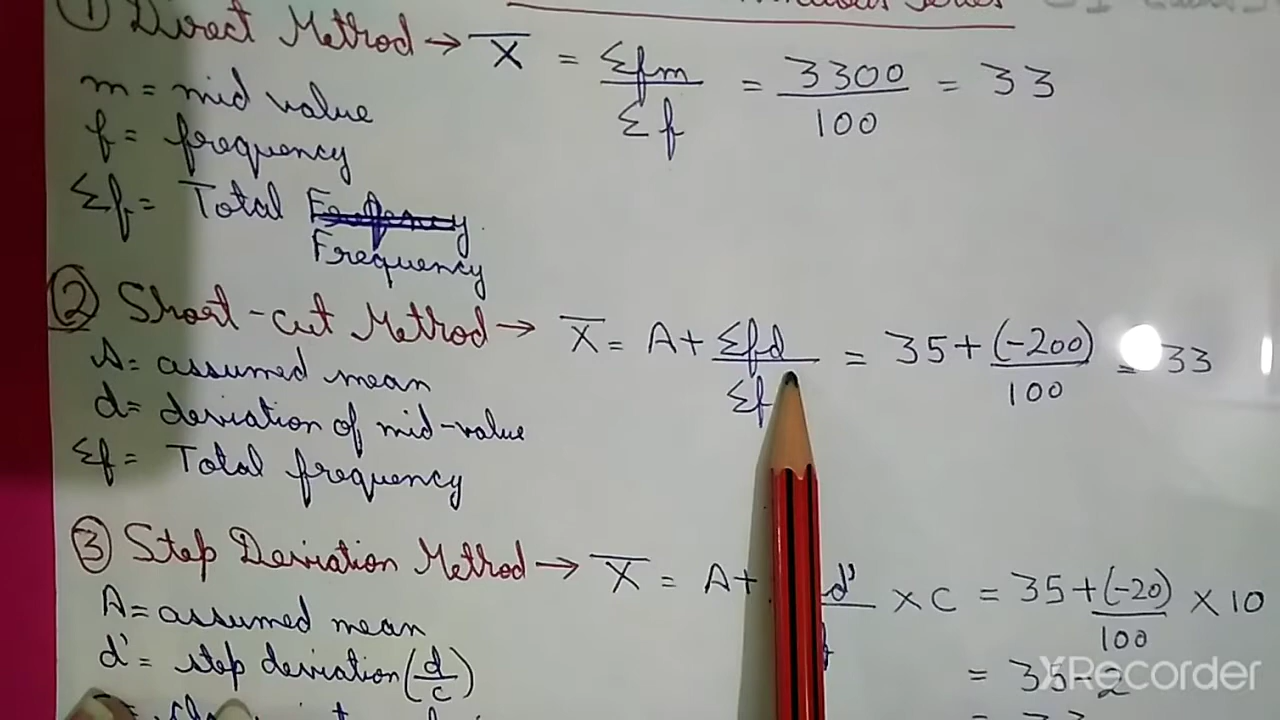 ① Direct Method → X̅ = Σfm / Σf = 3300 / 100 = 33
m = mid value
f = frequency
Σf = Total
Frequency
② Short-cut Method → X̅ = A + Σfd / Σf = 35 + (-200) / 100 = 33
A = assumed mean
d = deviation of mid-value
Σf = Total frequency
③ Step Deviation Method → X̅ = A + d' × C = 35 + (-20) / 100 × 10
A = assumed mean
d' = step deviation (d/c)
= 35 - 2
XRecorder